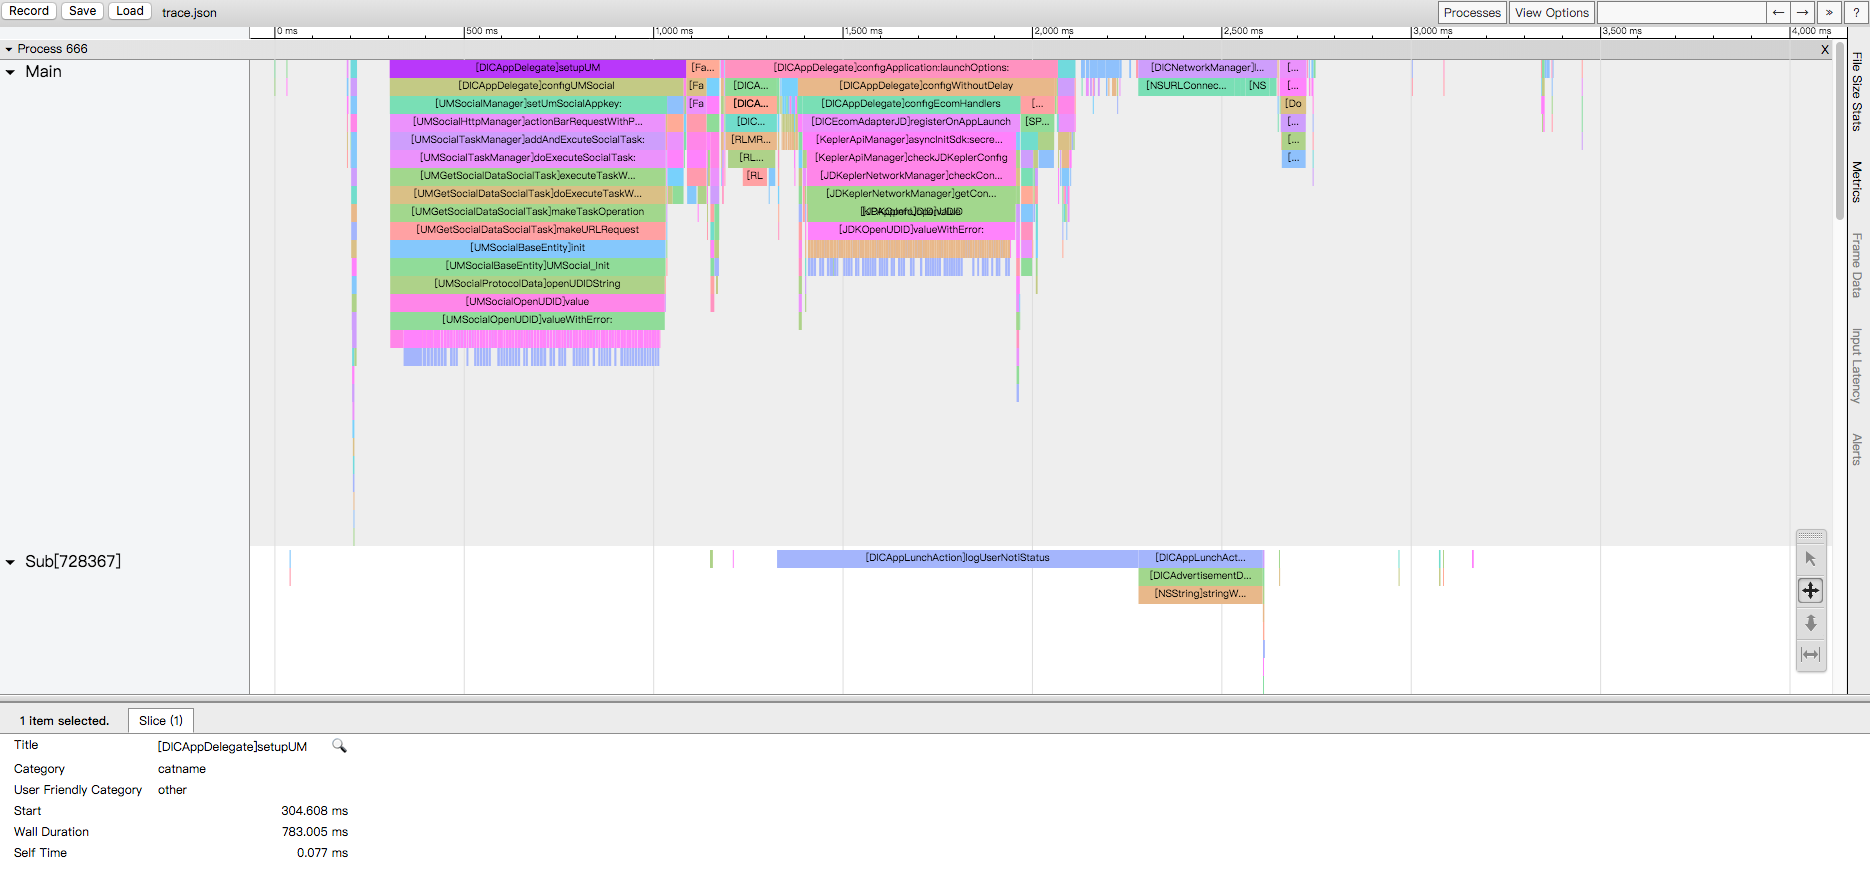 Record Save Load trace.json Processes View Options ← → » ?
0 ms 500 ms 1,000 ms 1,500 ms 2,000 ms 2,500 ms 3,000 ms 3,500 ms 4,000 ms
Process 666 X
Main
[DICAppDelegate]setupUM [Fa... [DICAppDelegate]configApplication:launchOptions: [DICNetworkManager]l... [...
[DICAppDelegate]configUMSocial [Fa [DICA... [DICAppDelegate]configWithoutDelay [NSURLConnec... [NS [...
[UMSocialManager]setUmSocialAppkey: [Fa [DICA... [DICAppDelegate]configEcomHandlers [... [Do
[UMSocialHttpManager]actionBarRequestWithP... [DIC... [DICEcomAdapterJD]registerOnAppLaunch [SP... [...
[UMSocialTaskManager]addAndExcuteSocialTask: [RLMR... [KeplerApiManager]asyncInitSdk:secre... [...
[UMSocialTaskManager]doExecuteSocialTask: [RL... [KeplerApiManager]checkJDKeplerConfig [...
[UMGetSocialDataSocialTask]executeTaskW... [RL [JDKeplerNetworkManager]checkCon...
[UMGetSocialDataSocialTask]doExecuteTaskW... [JDKeplerNetworkManager]getCon...
[UMGetSocialDataSocialTask]makeTaskOperation
[UMGetSocialDataSocialTask]makeURLRequest [JDKOpenUDID]valueWithError:
[UMSocialBaseEntity]init
[UMSocialBaseEntity]UMSocial_Init
[UMSocialProtocolData]openUDIDString
[UMSocialOpenUDID]value
[UMSocialOpenUDID]valueWithError:
Sub[728367]
[DICAppLunchAction]logUserNotiStatus [DICAppLunchAct...
[DICAdvertisementD...
[NSString]stringW...
File Size Stats
Metrics
Frame Data
Input Latency
Alerts
1 item selected. Slice (1)
Title [DICAppDelegate]setupUM
Category catname
User Friendly Category other
Start 304.608 ms
Wall Duration 783.005 ms
Self Time 0.077 ms